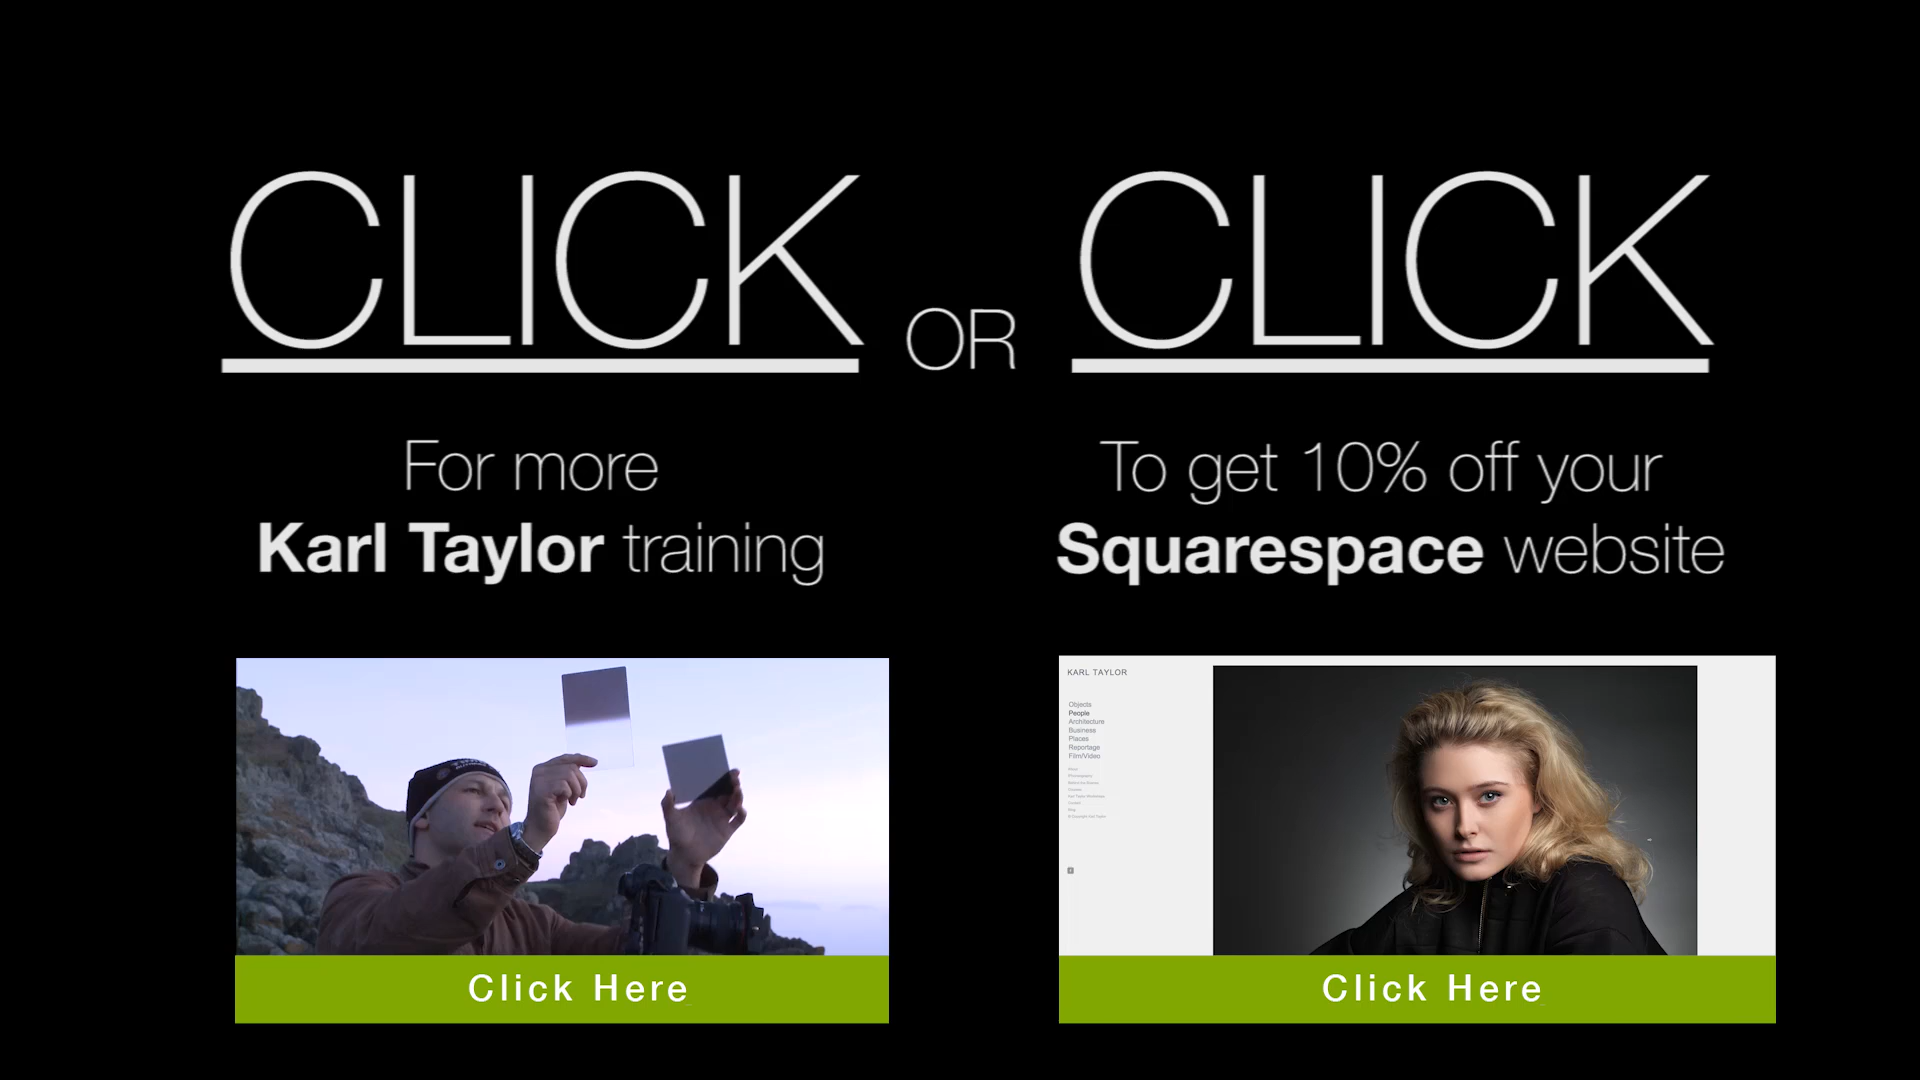 CLICK OR CLICK
For more
Karl Taylor training
To get 10% off your
Squarespace website
KARL TAYLOR
Objects
People
Architecture
Business
Places
Reportage
Film/Video
Click Here
Click Here